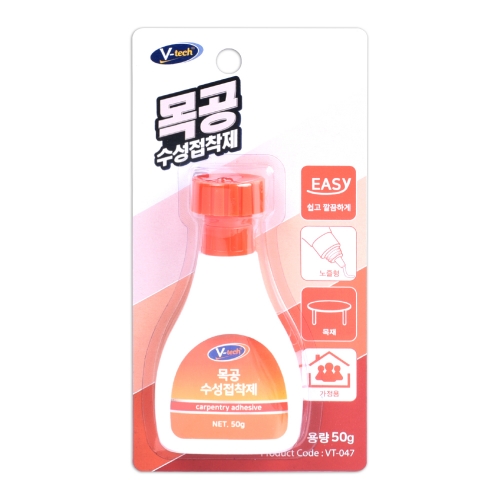 V-tech
목공
수성접착제
EASY
쉽고 깔끔하게
노즐형
목재
가정용
V-tech
목공
수성접착제
carpentry adhesive
NET. 50g
용량 50g
Product Code : VT-047